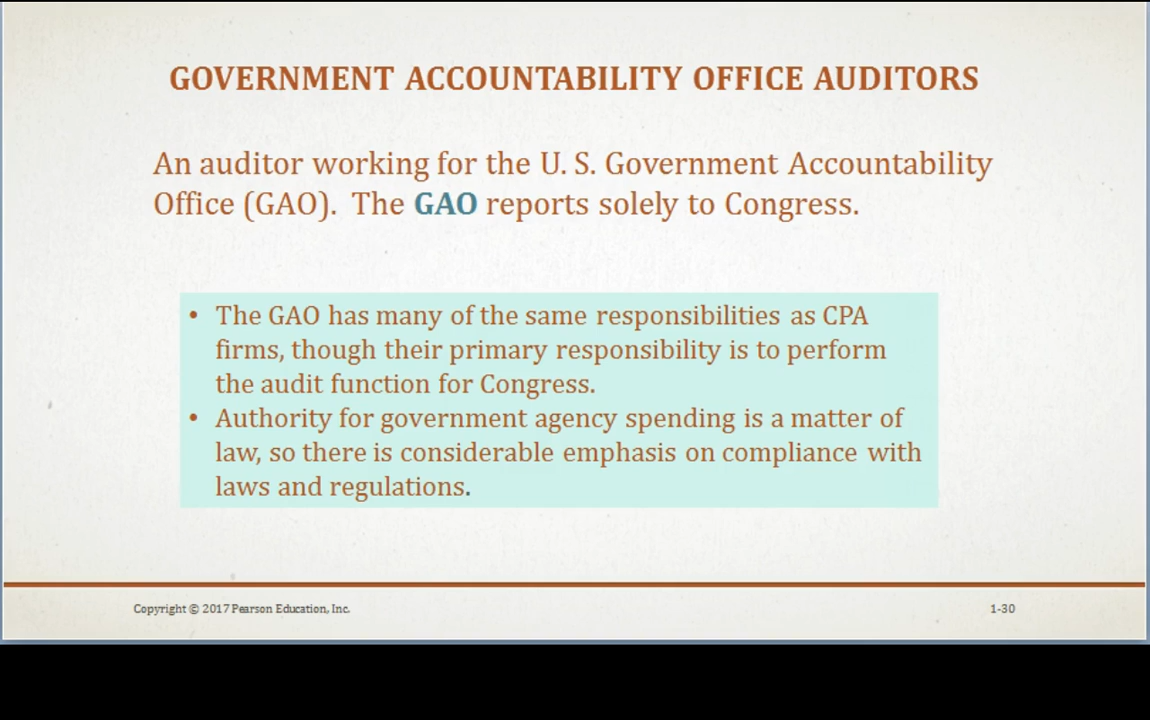 GOVERNMENT ACCOUNTABILITY OFFICE AUDITORS
An auditor working for the U. S. Government Accountability
Office (GAO).  The GAO reports solely to Congress.
• The GAO has many of the same responsibilities as CPA
firms, though their primary responsibility is to perform
the audit function for Congress.
• Authority for government agency spending is a matter of
law, so there is considerable emphasis on compliance with
laws and regulations.
Copyright © 2017 Pearson Education, Inc.
1-30